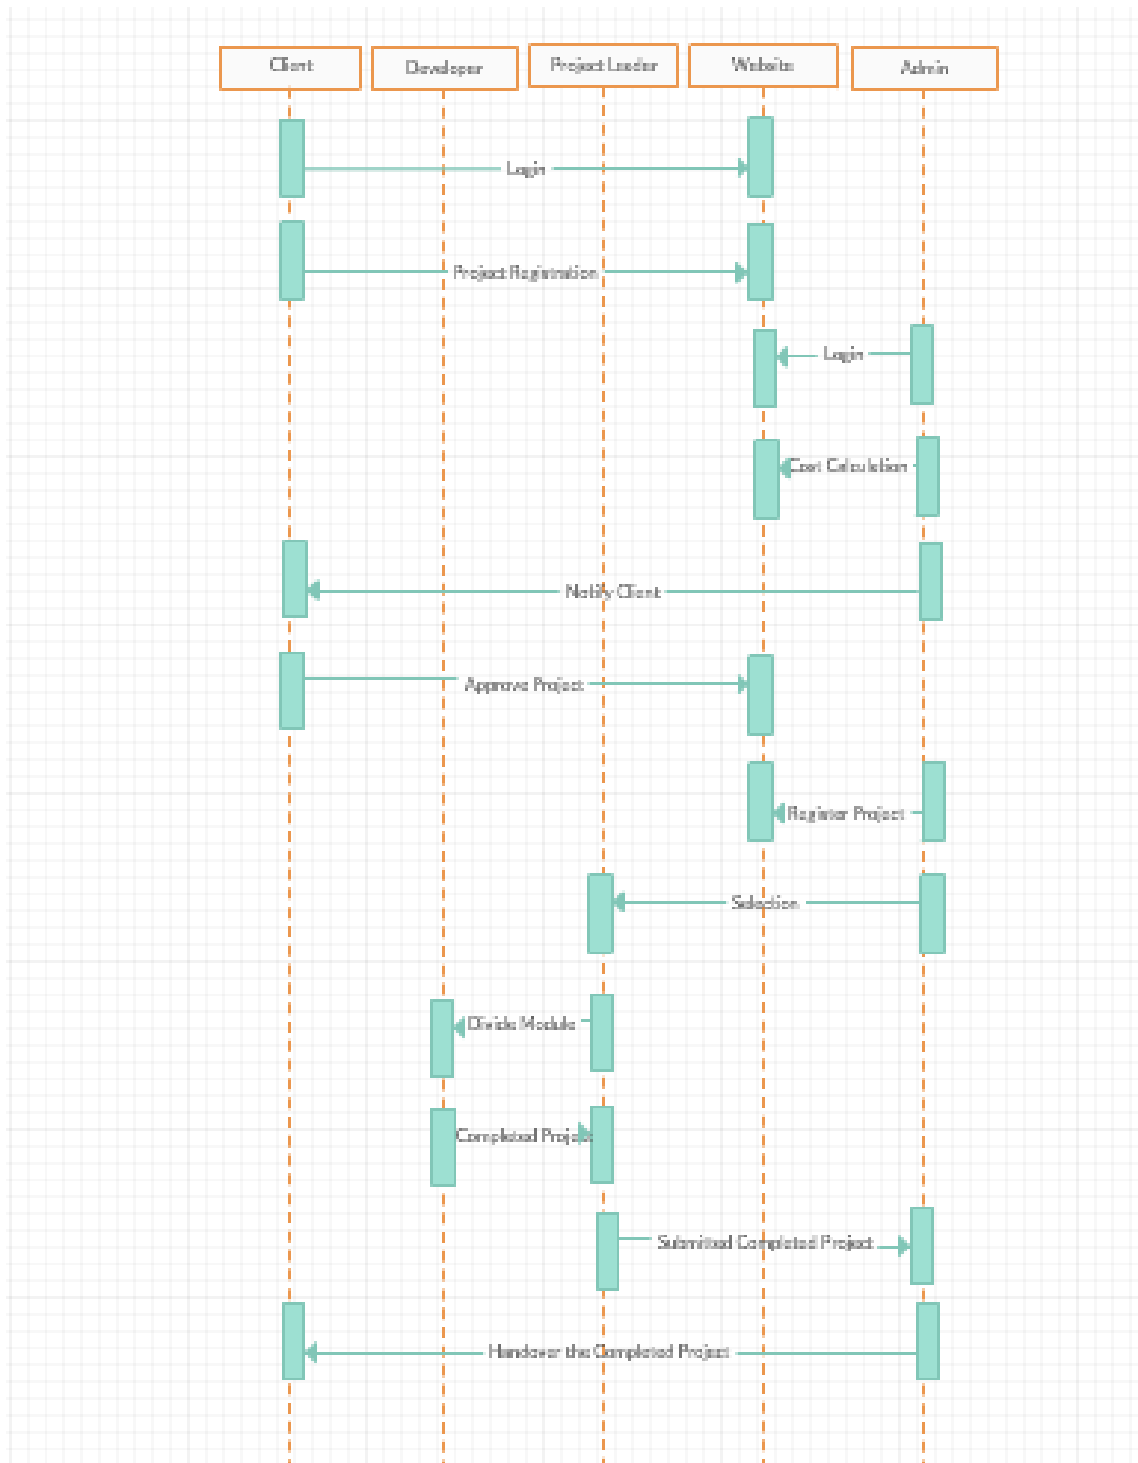 Client
Developer
Project Leader
Website
Admin
Login
Project Registration
Login
Cost Calculation
Notify Client
Approve Project
Register Project
Selection
Divide Module
Completed Project
Submitted Completed Project
Handover the Completed Project